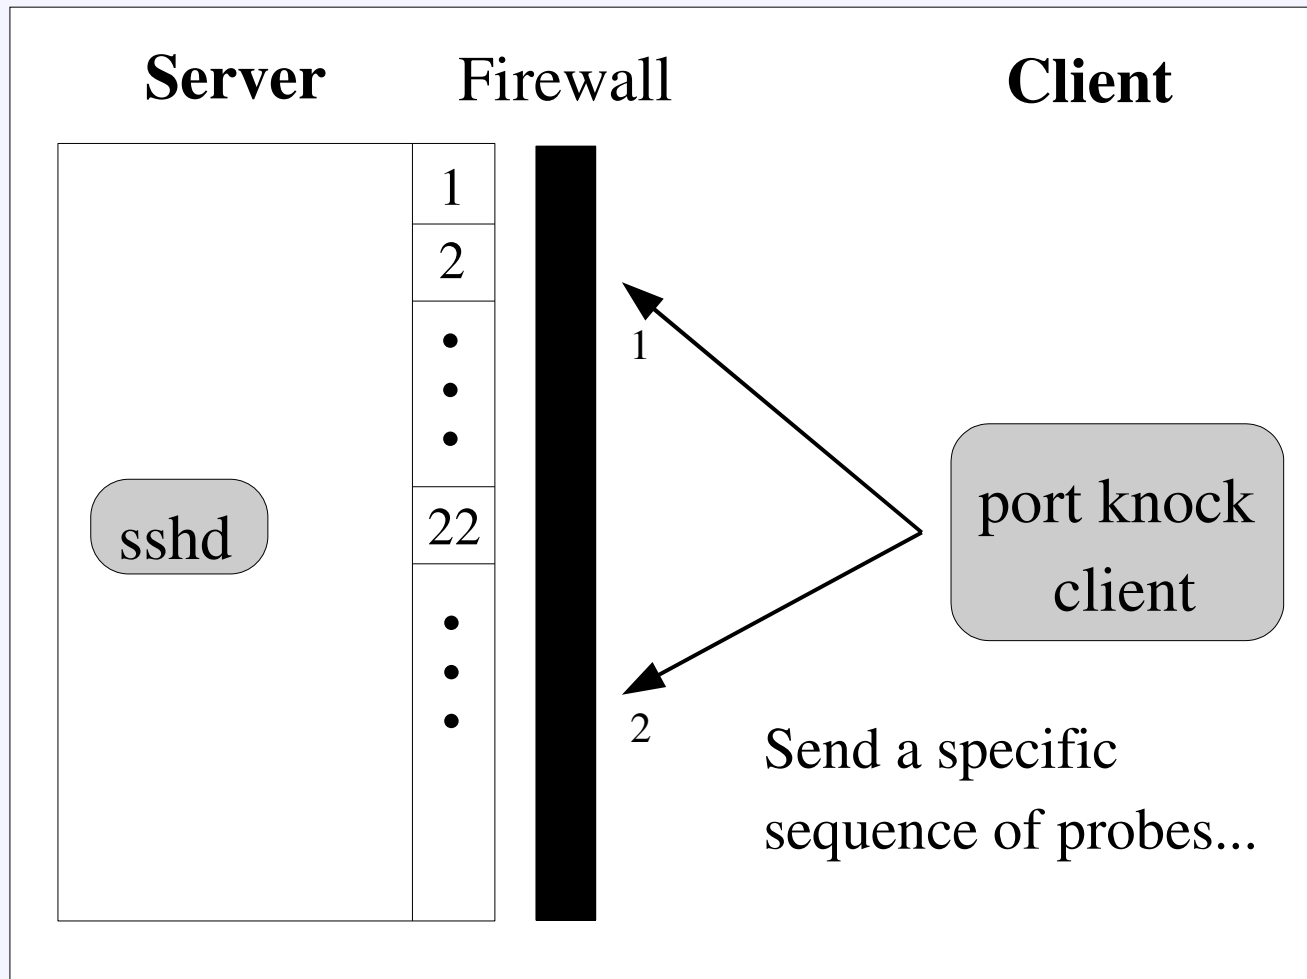 Server
Firewall
Client
1
2
1
sshd
22
port knock
client
2
Send a specific
sequence of probes...